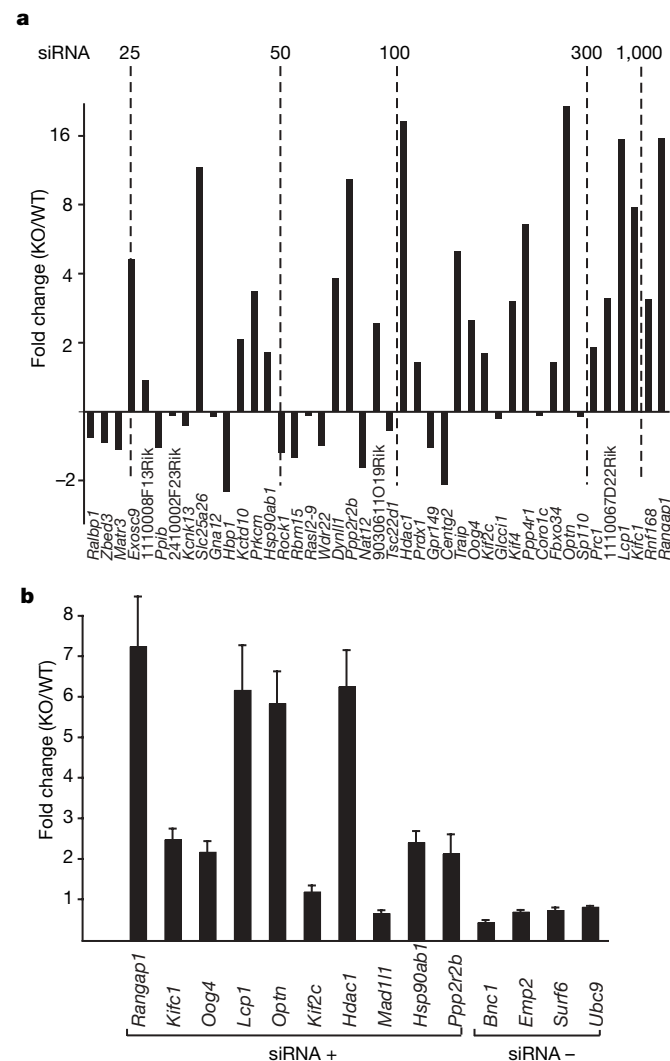 a
siRNA 25 50 100 300 1,000
Fold change (KO/WT)
16
8
4
2
–2
Ralbp1
Zbed3
Matr3
Exosc9
1110008F13Rik
Ppib
2410002F23Rik
Kcnk13
Slc25a26
Gna12
Hbp1
Kctd10
Prkcm
Hsp90ab1
Rock1
Rbm15
Rasl2-9
Wdr22
Dynll1
Ppp2r2b
Nat12
9030611O19Rik
Tsc22d1
Hdac1
Prdx1
Gpr149
Centg2
Traip
Oog4
Kif2c
Glcci1
Kif4
Ppp4r1
Coro1c
Fbxo34
Optn
Sp110
Prc1
1110067D22Rik
Lcp1
Kifc1
Rnf168
Rangap1
b
Fold change (KO/WT)
8
7
6
5
4
3
2
1
Rangap1
Kifc1
Oog4
Lcp1
Optn
Kif2c
Hdac1
Mad1l1
Hsp90ab1
Ppp2r2b
Bnc1
Emp2
Surf6
Ubc9
siRNA + siRNA –